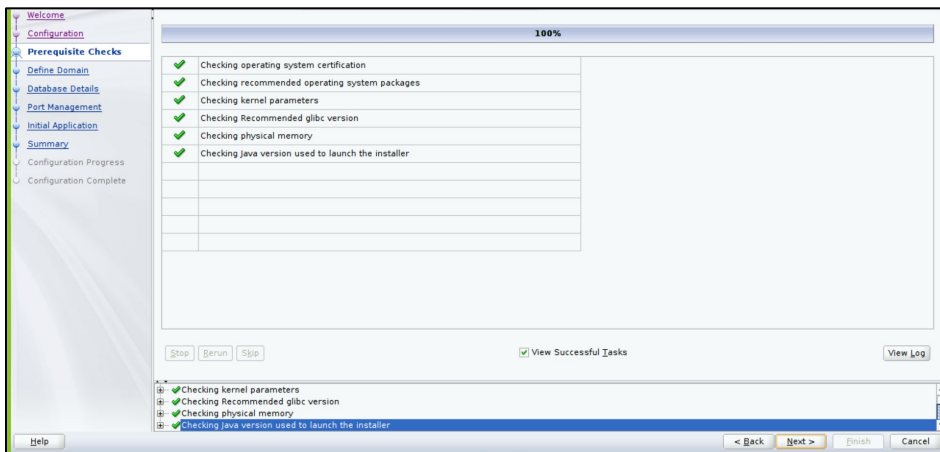 Welcome
Configuration
Prerequisite Checks
Define Domain
Database Details
Port Management
Initial Application
Summary
Configuration Progress
Configuration Complete
100%
Checking operating system certification
Checking recommended operating system packages
Checking kernel parameters
Checking Recommended glibc version
Checking physical memory
Checking Java version used to launch the installer
Stop Rerun Skip View Successful Tasks View Log
Checking kernel parameters
Checking Recommended glibc version
Checking physical memory
Checking Java version used to launch the installer
Help < Back Next > Finish Cancel